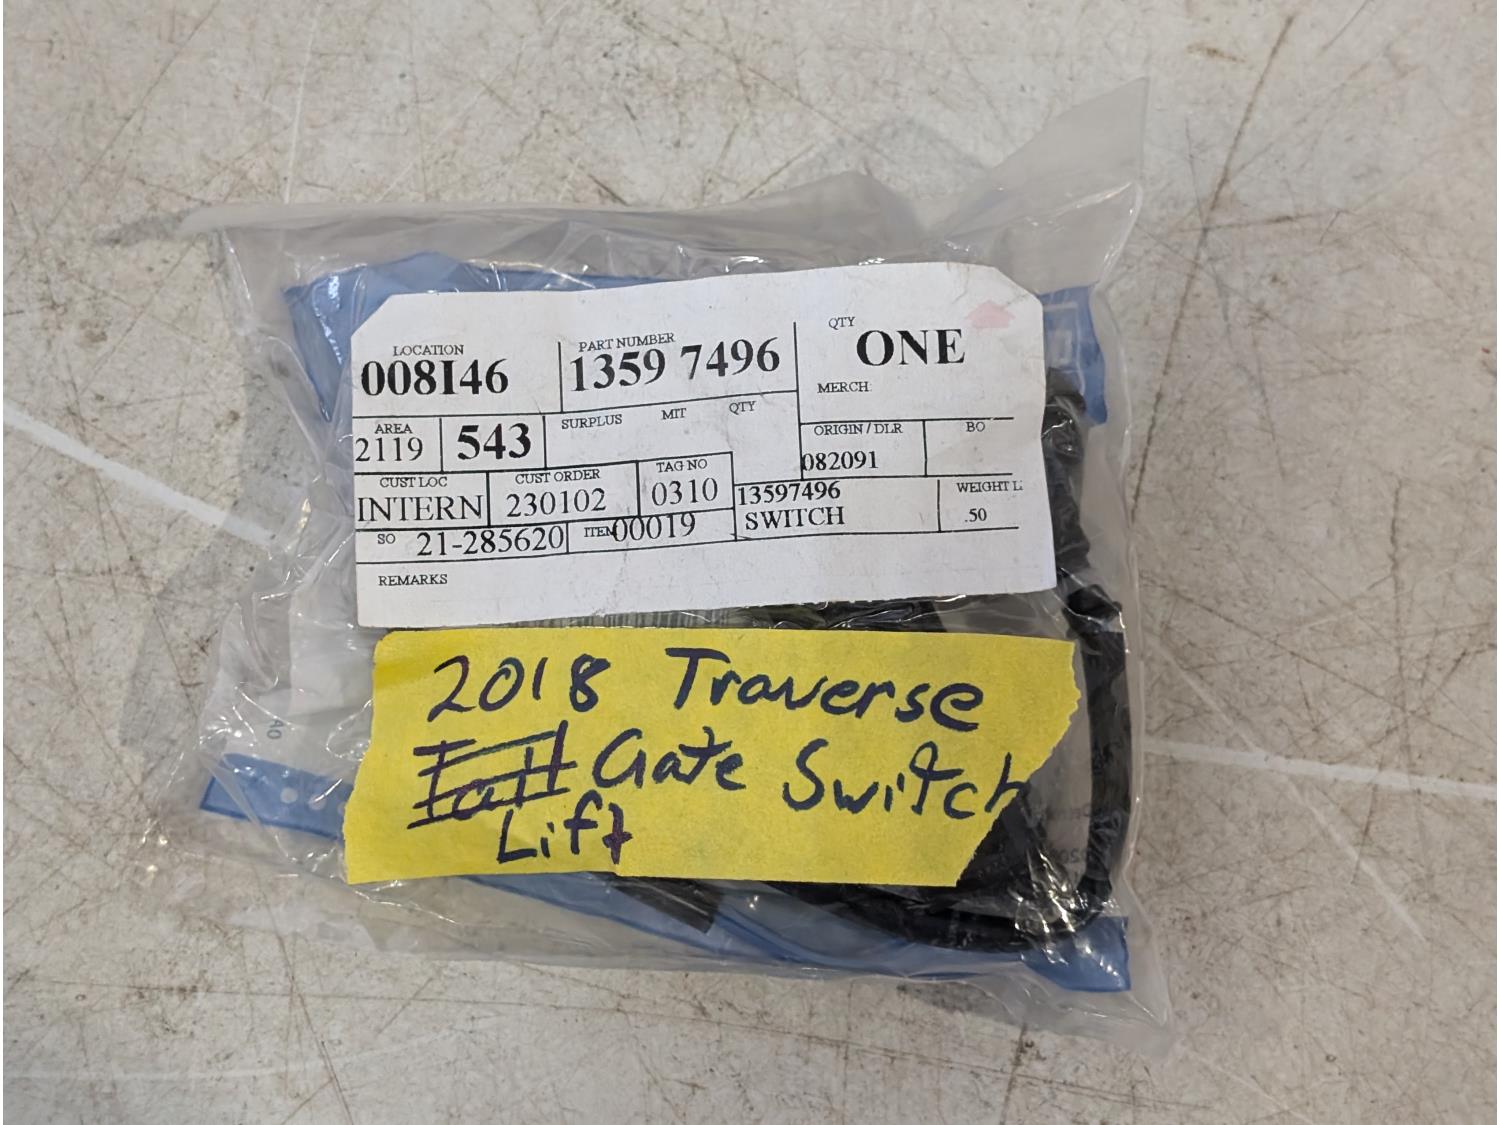 LOCATION
008I46
PART NUMBER
1359 7496
QTY
ONE
MERCH:
AREA
2119
543
SURPLUS MIT QTY
ORIGIN / DLR
082091
BO
CUST LOC
INTERN
CUST ORDER
230102
TAG NO
0310
13597496
SWITCH
WEIGHT L
.50
SO 21-285620
ITEM 00019
REMARKS
2018 Traverse
Gate Switch
Lift